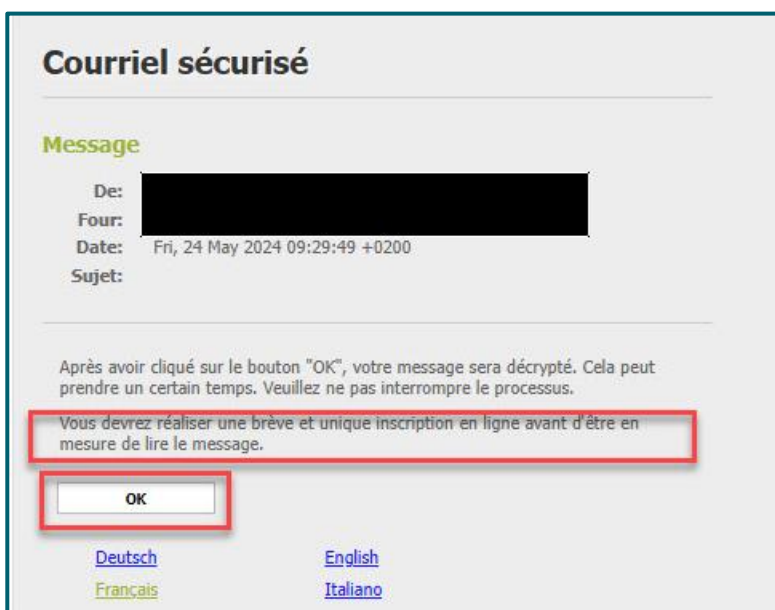 Courriel sécurisé
Message
De:
Four:
Date: Fri, 24 May 2024 09:29:49 +0200
Sujet:
Après avoir cliqué sur le bouton "OK", votre message sera décrypté. Cela peut
prendre un certain temps. Veuillez ne pas interrompre le processus.
Vous devrez réaliser une brève et unique inscription en ligne avant d'être en
mesure de lire le message.
OK
Deutsch English
Français Italiano